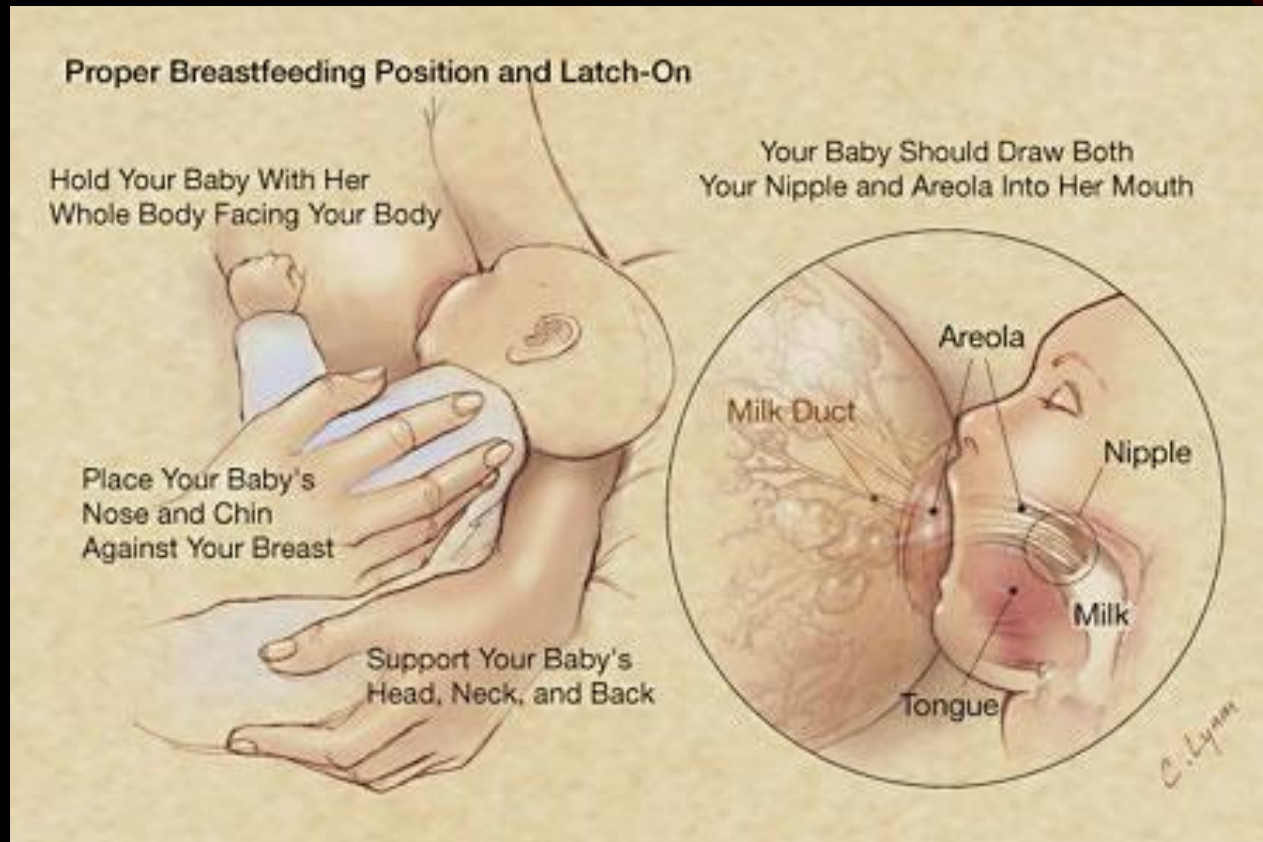 Proper Breastfeeding Position and Latch-On
Hold Your Baby With Her
Whole Body Facing Your Body
Place Your Baby's
Nose and Chin
Against Your Breast
Support Your Baby's
Head, Neck, and Back
Your Baby Should Draw Both
Your Nipple and Areola Into Her Mouth
Areola
Milk Duct
Nipple
Milk
Tongue
C. Lynm